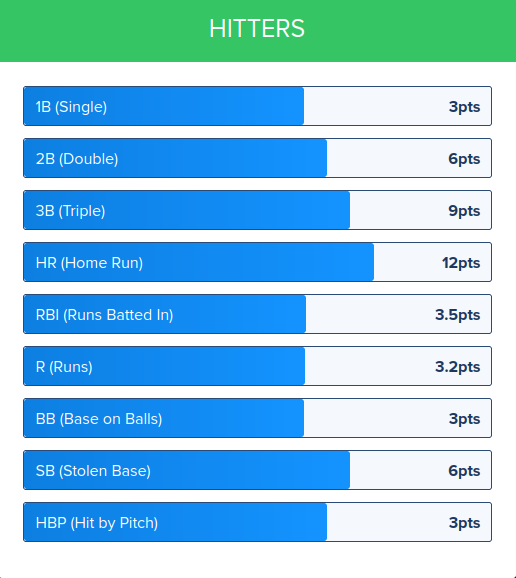 HITTERS
1B (Single) 3pts
2B (Double) 6pts
3B (Triple) 9pts
HR (Home Run) 12pts
RBI (Runs Batted In) 3.5pts
R (Runs) 3.2pts
BB (Base on Balls) 3pts
SB (Stolen Base) 6pts
HBP (Hit by Pitch) 3pts